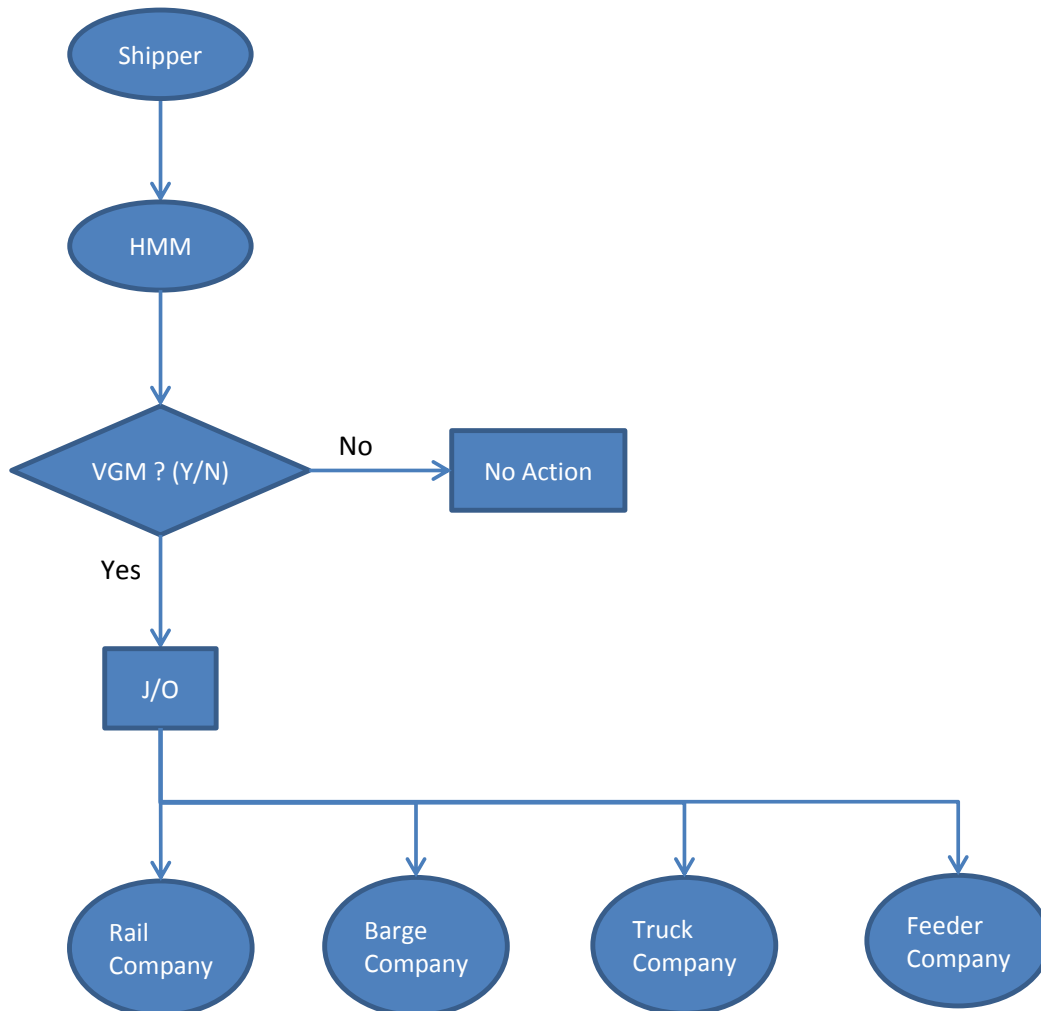 Shipper
HMM
VGM ? (Y/N)
No
No Action
Yes
J/O
Rail
Company
Barge
Company
Truck
Company
Feeder
Company